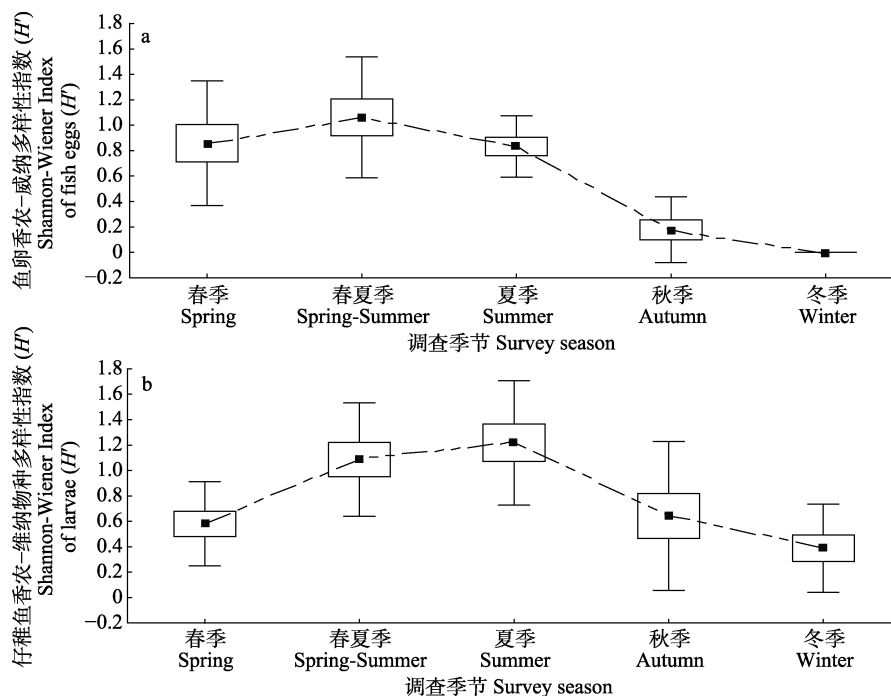 鱼卵香农−威纳多样性指数 (H′)
Shannon-Wiener Index
of fish eggs (H′)
a
1.8
1.6
1.4
1.2
1.0
0.8
0.6
0.4
0.2
0
−0.2
春季 春夏季 夏季 秋季 冬季
Spring Spring-Summer Summer Autumn Winter
调查季节 Survey season
仔稚鱼香农−维纳物种多样性指数 (H′)
Shannon-Wiener Index
of larvae (H′)
b
1.8
1.6
1.4
1.2
1.0
0.8
0.6
0.4
0.2
0
−0.2
春季 春夏季 夏季 秋季 冬季
Spring Spring-Summer Summer Autumn Winter
调查季节 Survey season